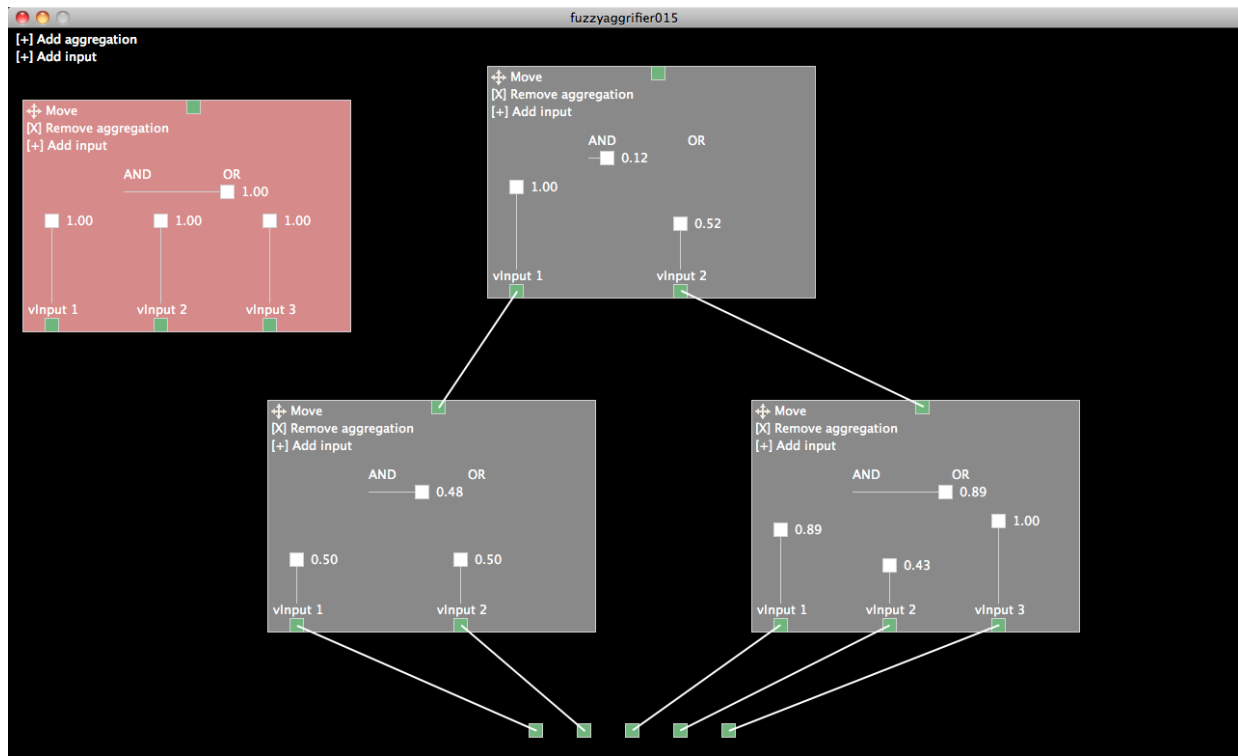 fuzzyaggrifier015
[+] Add aggregation
[+] Add input
Move
[X] Remove aggregation
[+] Add input
AND OR
1.00
1.00 1.00 1.00
vInput 1 vInput 2 vInput 3
Move
[X] Remove aggregation
[+] Add input
AND OR
0.12
1.00
0.52
vInput 1 vInput 2
Move
[X] Remove aggregation
[+] Add input
AND OR
0.48
0.50 0.50
vInput 1 vInput 2
Move
[X] Remove aggregation
[+] Add input
AND OR
0.89
1.00
0.89
0.43
vInput 1 vInput 2 vInput 3